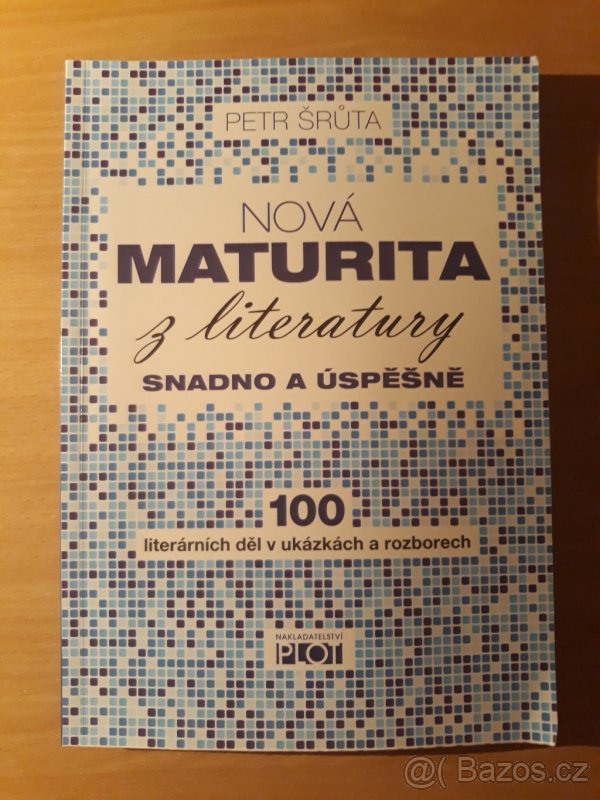 PETR ŠRŮTA
NOVÁ
MATURITA
z literatury
SNADNO A ÚSPĚŠNĚ
100
literárních děl v ukázkách a rozborech
NAKLADATELSTVÍ
PLOT
@( Bazos.cz